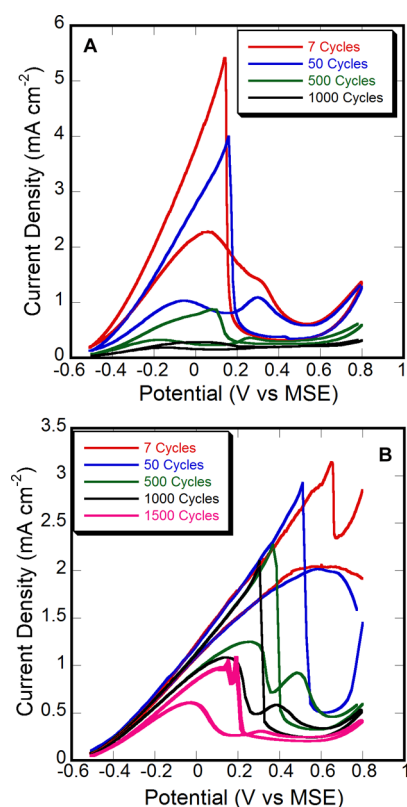 A
7 Cycles
50 Cycles
500 Cycles
1000 Cycles
Current Density (mA cm-2)
6
5
4
3
2
1
0
-0.6 -0.4 -0.2 0 0.2 0.4 0.6 0.8 1
Potential (V vs MSE)
B
7 Cycles
50 Cycles
500 Cycles
1000 Cycles
1500 Cycles
Current Density (mA cm-2)
3.5
3
2.5
2
1.5
1
0.5
0
-0.6 -0.4 -0.2 0 0.2 0.4 0.6 0.8 1
Potential (V vs MSE)